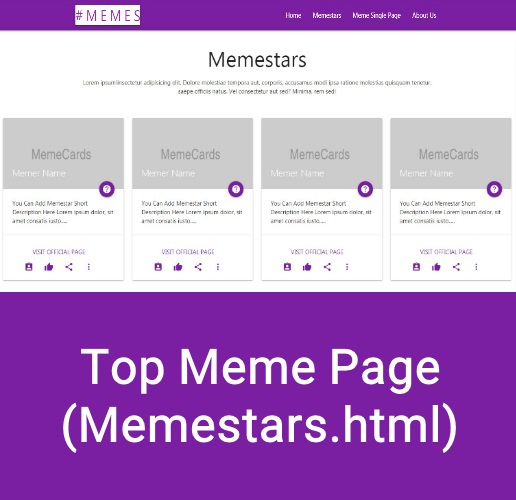 #MEMES
Home Memestars Meme Single Page About Us
Memestars
Lorem ipsumlinsectetur adipisicing elit. Dolore molestiae tempora aut, corporis, accusamus modi ipsa ratione molestias quisquam tenetur,
saepe officiis natus. Vel consectetur aut sed? Minima, rem sed!
MemeCards MemeCards MemeCards MemeCards
Memer Name Memer Name Memer Name Memer Name
You Can Add Memestar Short You Can Add Memestar Short You Can Add Memestar Short You Can Add Memestar Short
Description Here Lorem ipsum dolor, sit Description Here Lorem ipsum dolor, sit Description Here Lorem ipsum dolor, sit Description Here Lorem ipsum dolor, sit
amet consatis iusto..... amet consatis iusto..... amet consatis iusto..... amet consatis iusto.....
VISIT OFFICIAL PAGE VISIT OFFICIAL PAGE VISIT OFFICIAL PAGE VISIT OFFICIAL PAGE
Top Meme Page
(Memestars.html)